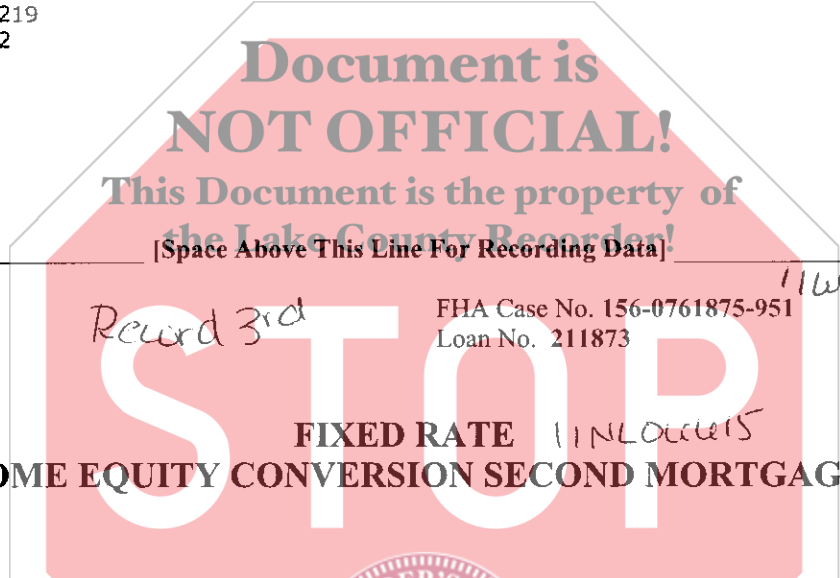 219
2
Document is
NOT OFFICIAL!
This Document is the property of
the Lake County Recorder!
[Space Above This Line For Recording Data]
Record 3rd
FHA Case No. 156-0761875-951
Loan No. 211873
STOP
FIXED RATE
OME EQUITY CONVERSION SECOND MORTGAG